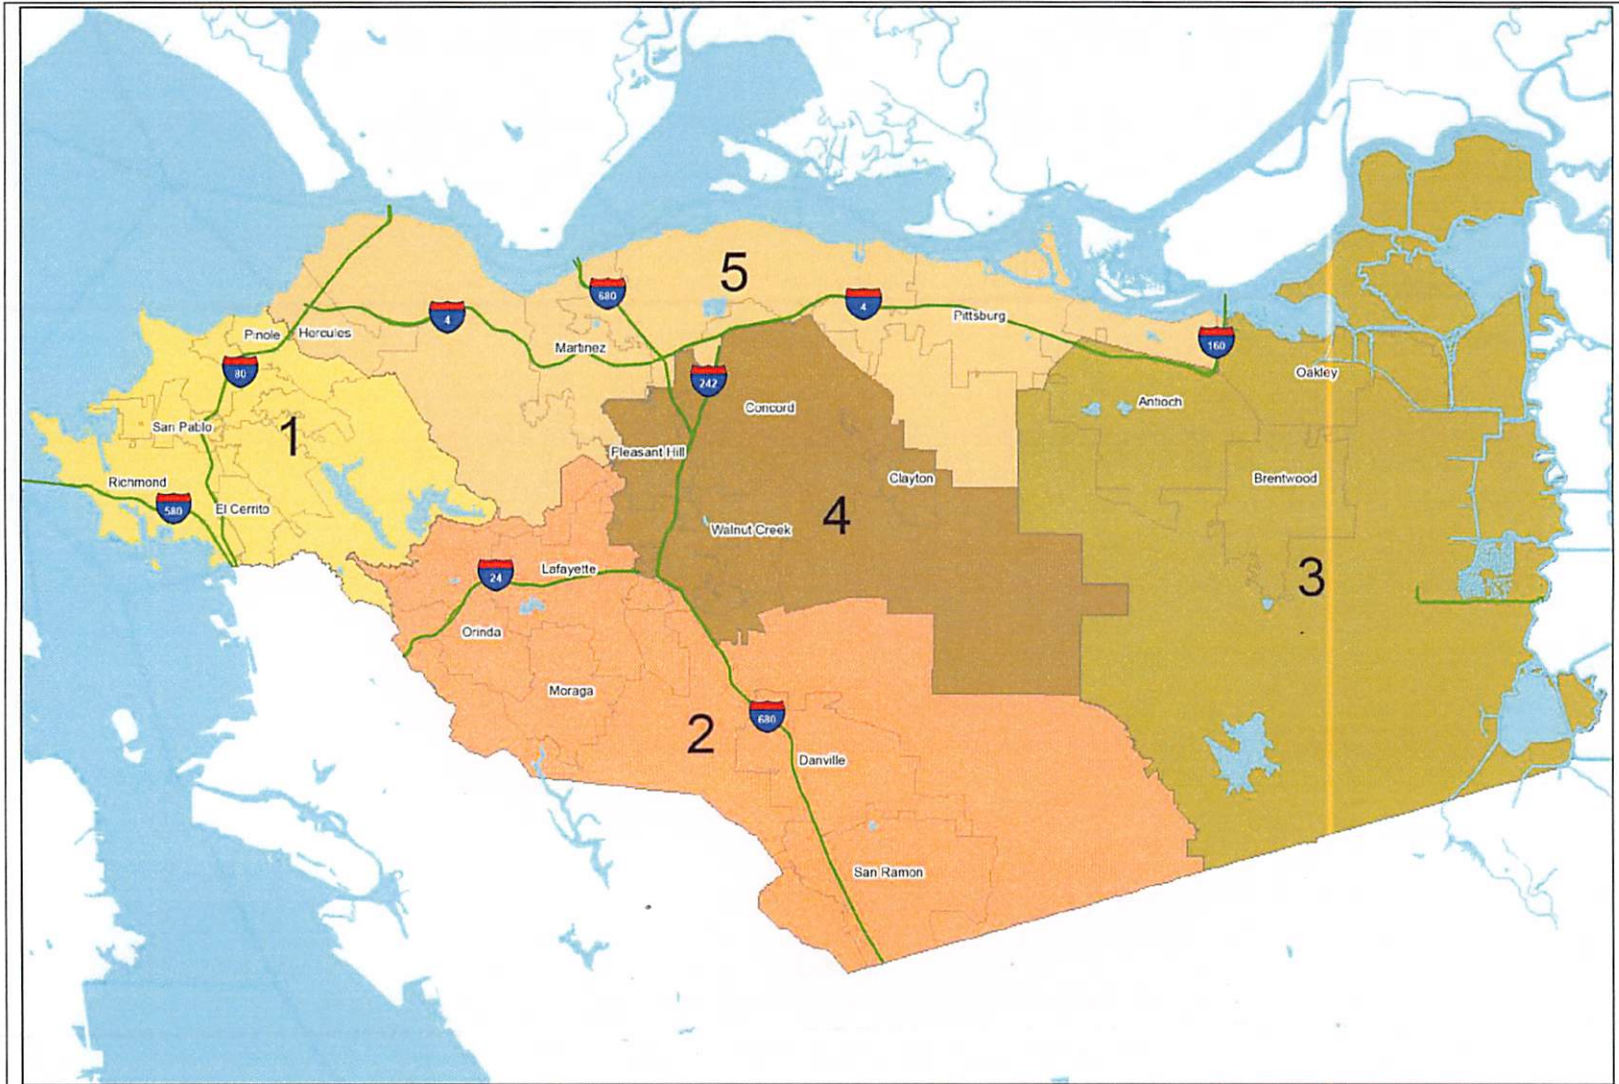 5
680
4
4
Pittsburg
Pinole
Hercules
160
Martinez
80
242
Oakley
Concord
Antioch
San Pablo
1
Pleasant Hill
Clayton
Brentwood
Richmond
580
El Cerrito
4
Walnut Creek
24
Lafayette
3
Orinda
Moraga
2
680
Danville
San Ramon